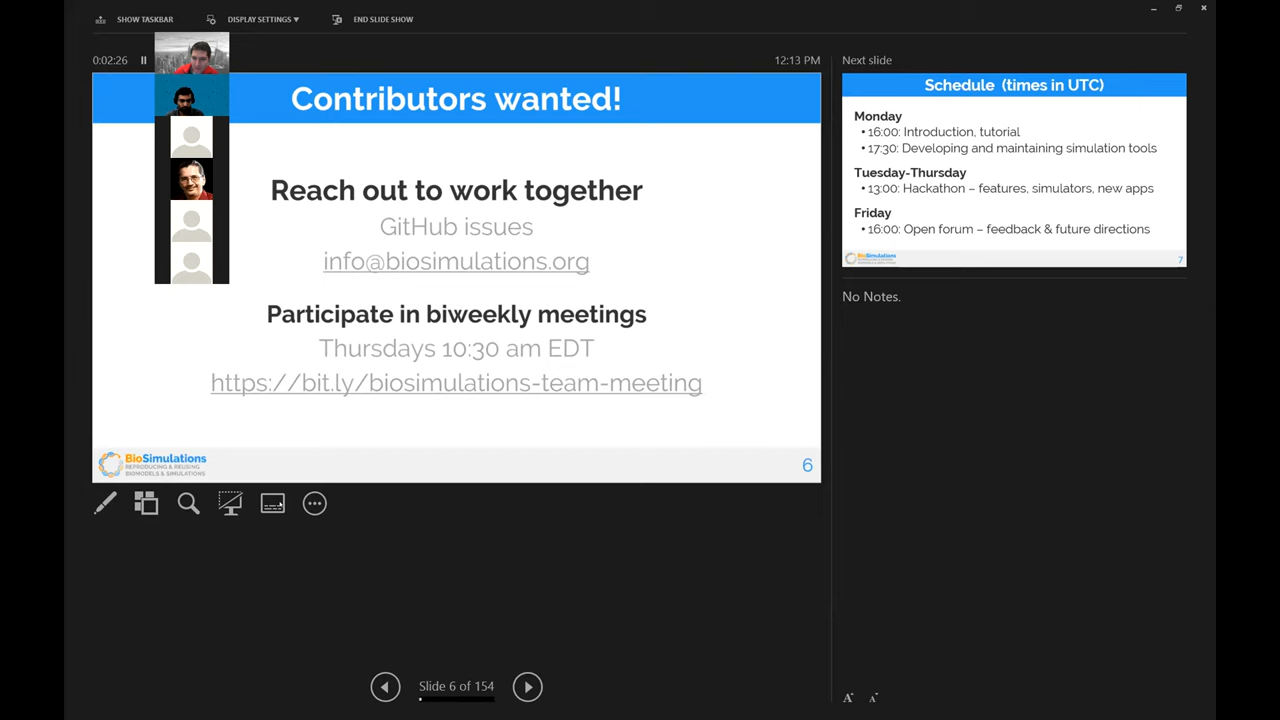 SHOW TASKBAR
DISPLAY SETTINGS ▼
END SLIDE SHOW
0:02:26
12:13 PM
Contributors wanted!
Reach out to work together
GitHub issues
info@biosimulations.org
Participate in biweekly meetings
Thursdays 10:30 am EDT
https://bit.ly/biosimulations-team-meeting
BioSimulations
REPRODUCING & REUSING
BIOMODELS & SIMULATIONS
6
Slide 6 of 154
Next slide
Schedule (times in UTC)
Monday
• 16:00: Introduction, tutorial
• 17:30: Developing and maintaining simulation tools
Tuesday-Thursday
• 13:00: Hackathon – features, simulators, new apps
Friday
• 16:00: Open forum – feedback & future directions
BioSimulations
7
No Notes.
A
A